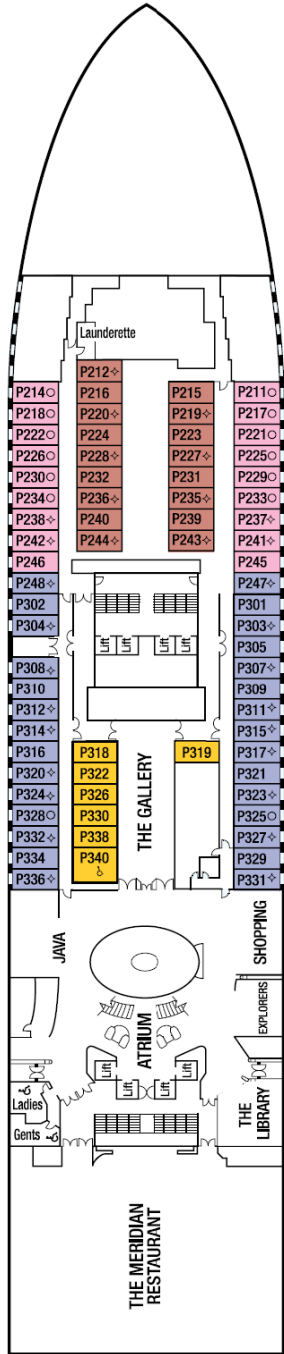 Launderette
P212✧
P214○ P216 P215 P211○
P218○ P220✧ P219✧ P217○
P222○ P224 P223 P221○
P226○ P228✧ P227✧ P225○
P230○ P232 P231 P229○
P234○ P236✧ P235✧ P233○
P238✧ P240 P239 P237✧
P242✧ P244✧ P243✧ P241✧
P246 P245
P248✧ P247✧
P302 P301
P304✧ P303✧
Lift Lift Lift Lift
P305
P308✧ P307✧
P310 P309
P312✧ P311✧
P314✧ P315✧
P316 P318 P319 P317✧
P320✧ P322 P321
P324✧ P326 P323✧
P328○ P330 P325○
P332✧ P338 P327✧
P334 P340 P329
P336✧ P331✧
THE GALLERY
JAVA
SHOPPING
EXPLORERS
ATRIUM
Lift Lift Lift Lift
Ladies
Gents
THE
LIBRARY
THE MERIDIAN
RESTAURANT